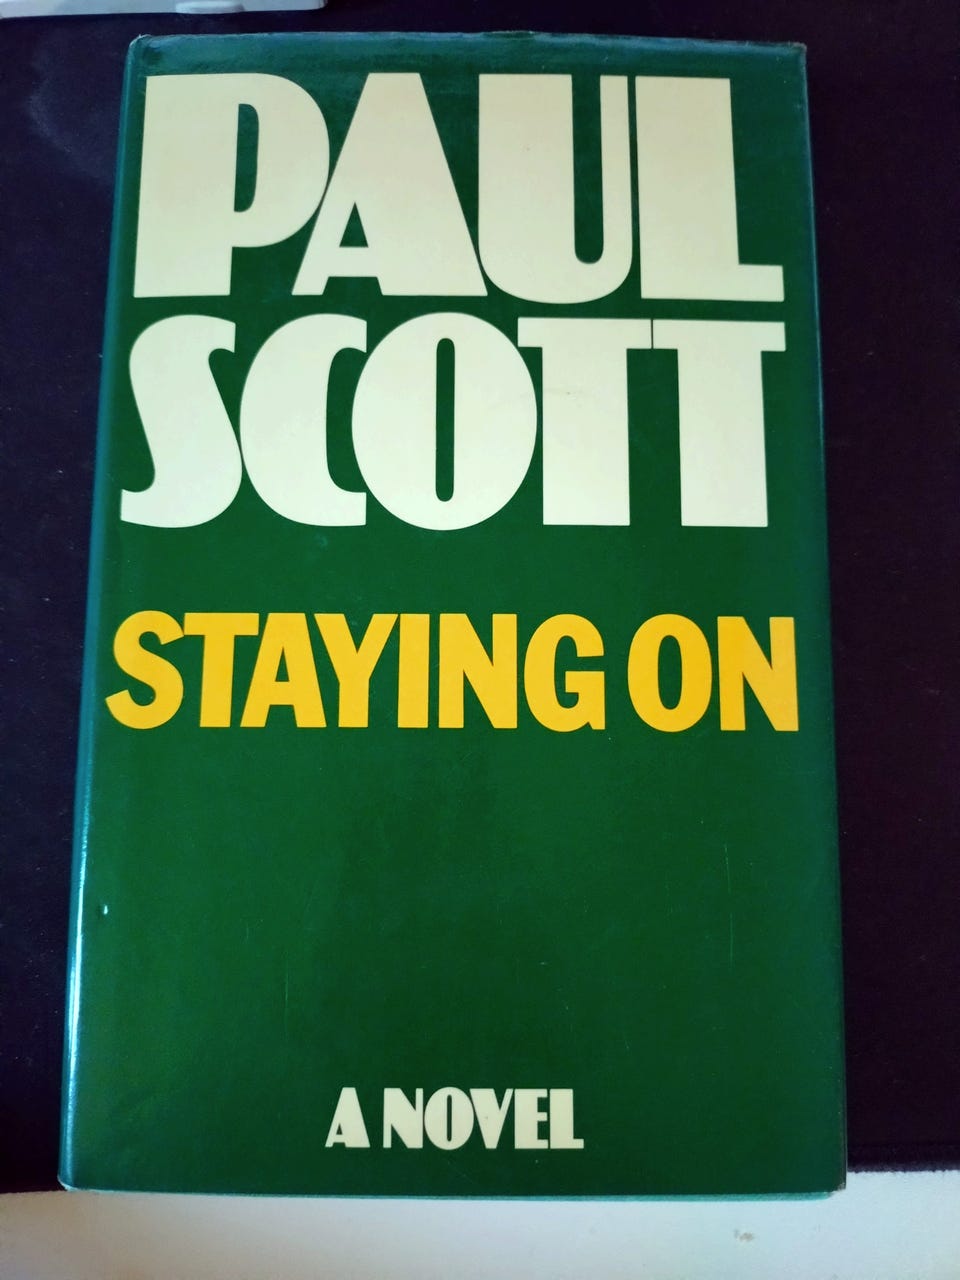 PAUL
SCOTT
STAYING ON
A NOVEL